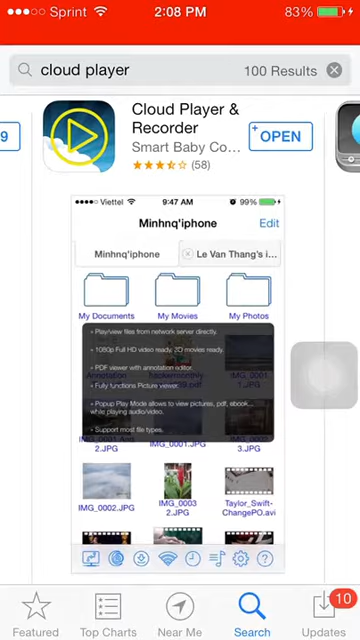 Sprint 2:08 PM 83%
cloud player 100 Results
9
Cloud Player &
Recorder
Smart Baby Co...
(58)
+OPEN
Viettel 9:47 AM 99%
Minhnq'iphone Edit
Minhnq'iphone Le Van Thang's i...
My Documents My Movies My Photos
• Play/view files from network server directly.
• 1080p Full HD video ready, 3D movies ready.
• PDF viewer with annotation editor.
• Fully functions Picture viewer.
• Popup Play Mode allows to view pictures, pdf, ebook...
while playing audio/video.
• Support most file types.
IMG_0002.JPG IMG_0003 Taylor_Swift-
2.JPG ChangePO.avi
Featured Top Charts Near Me Search Updates
10